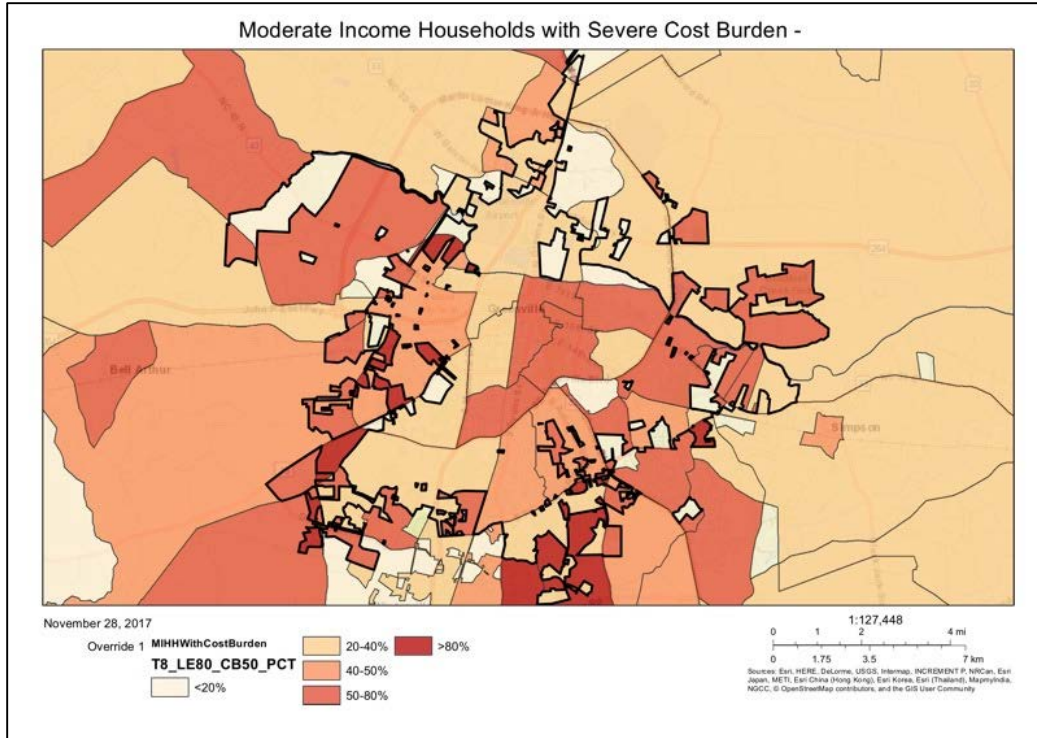 Moderate Income Households with Severe Cost Burden -
Greenville
Bell Arthur
Simpson
November 28, 2017
Override 1 MIHHWithCostBurden
T8_LE80_CB50_PCT
<20%
20-40%
40-50%
50-80%
>80%
1:127,448
0 1 2 4 mi
0 1.75 3.5 7 km
Sources: Esri, HERE, DeLorme, USGS, Intermap, INCREMENT P, NRCan, Esri
Japan, METI, Esri China (Hong Kong), Esri Korea, Esri (Thailand), MapmyIndia,
NGCC, © OpenStreetMap contributors, and the GIS User Community